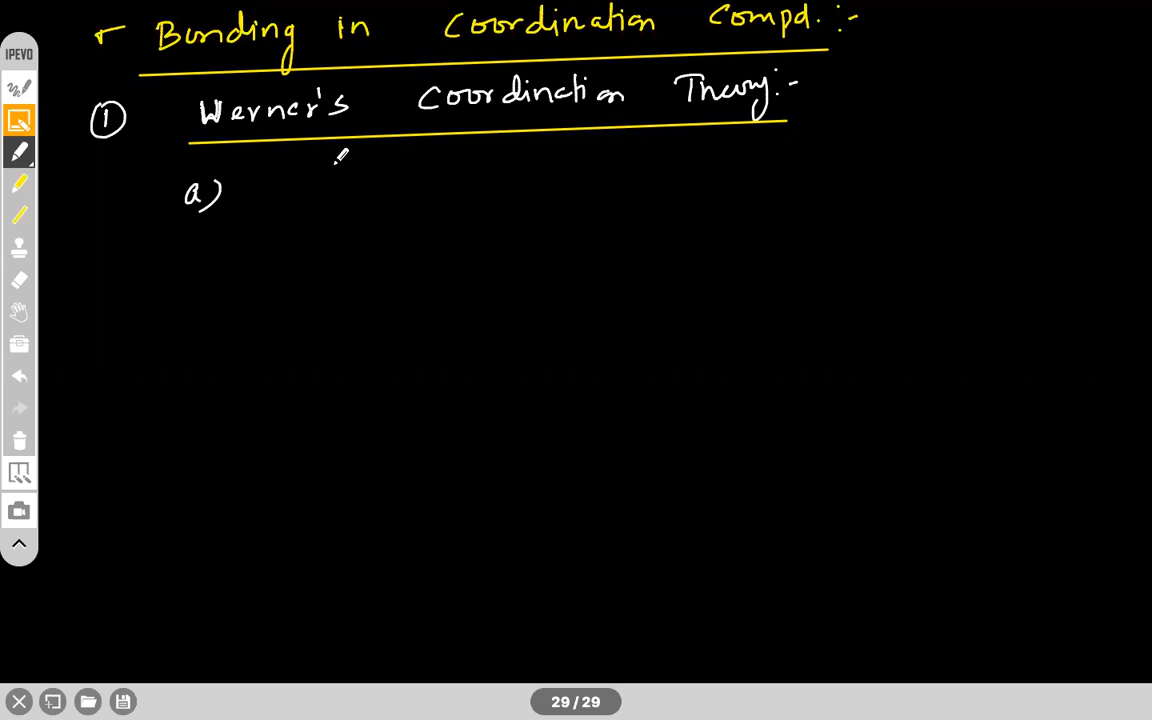 IPEVO
Bonding in Coordination Compd. :-
① Werner's Coordination Theory:-
a)
29 / 29